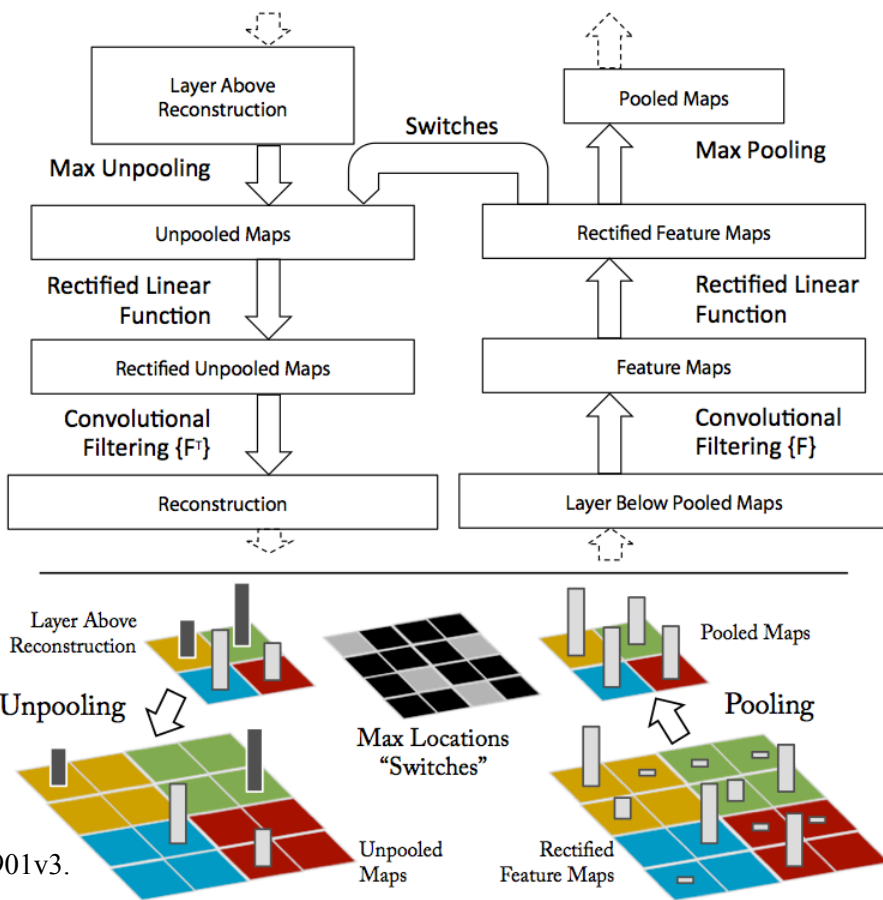 Layer Above
Reconstruction
Pooled Maps
Switches
Max Unpooling
Max Pooling
Unpooled Maps
Rectified Feature Maps
Rectified Linear
Function
Rectified Linear
Function
Rectified Unpooled Maps
Feature Maps
Convolutional
Filtering {Fᵀ}
Convolutional
Filtering {F}
Reconstruction
Layer Below Pooled Maps
Layer Above
Reconstruction
Pooled Maps
Unpooling
Pooling
Max Locations
“Switches”
Unpooled
Maps
Rectified
Feature Maps
901v3.